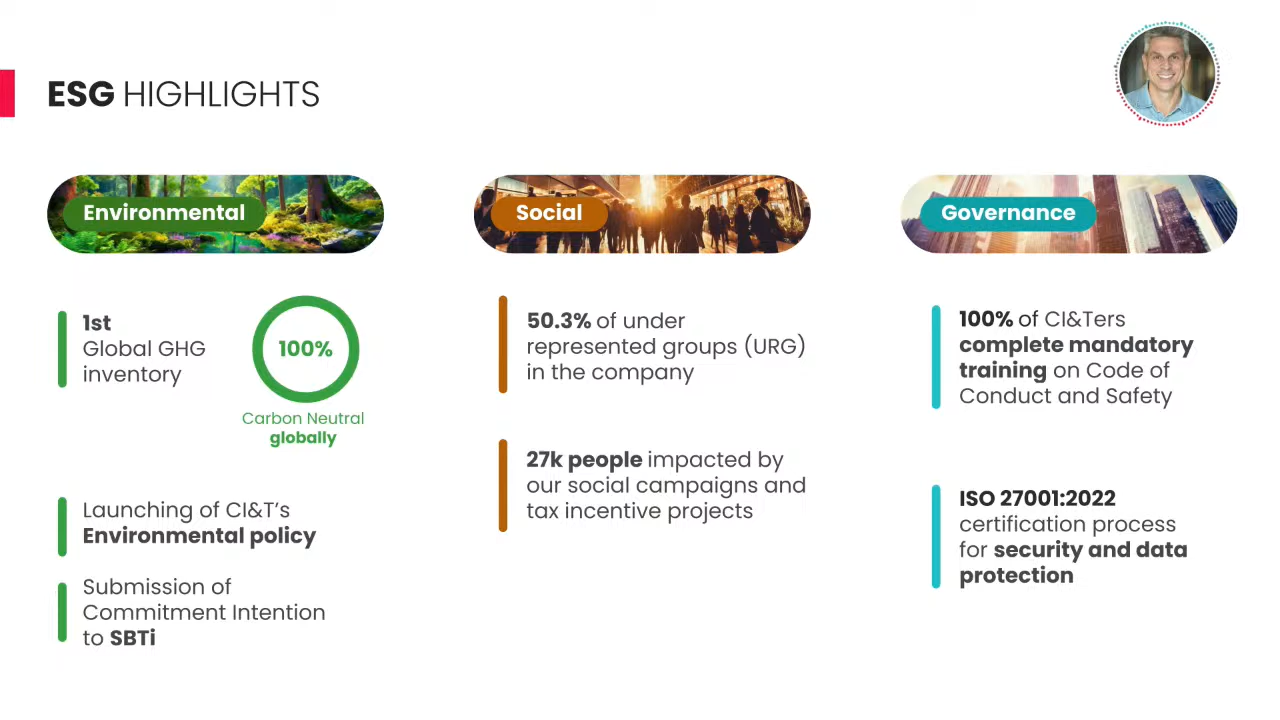 ESG HIGHLIGHTS
Environmental
1st
Global GHG
inventory
100%
Carbon Neutral
globally
Launching of CI&T’s
Environmental policy
Submission of
Commitment Intention
to SBTi
Social
50.3% of under
represented groups (URG)
in the company
27k people impacted by
our social campaigns and
tax incentive projects
Governance
100% of CI&Ters
complete mandatory
training on Code of
Conduct and Safety
ISO 27001:2022
certification process
for security and data
protection